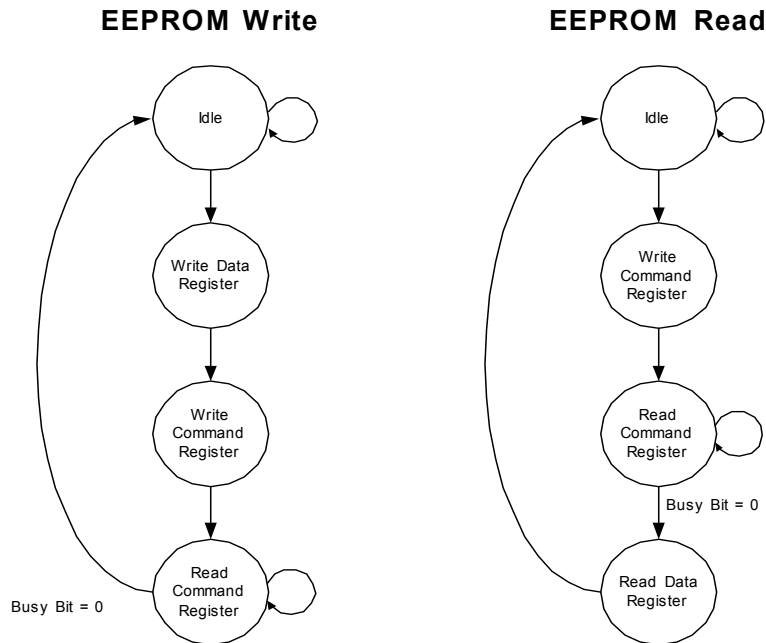 EEPROM Write
Idle
Write Data
Register
Write
Command
Register
Read
Command
Register
Busy Bit = 0
EEPROM Read
Idle
Write
Command
Register
Read
Command
Register
Busy Bit = 0
Read Data
Register